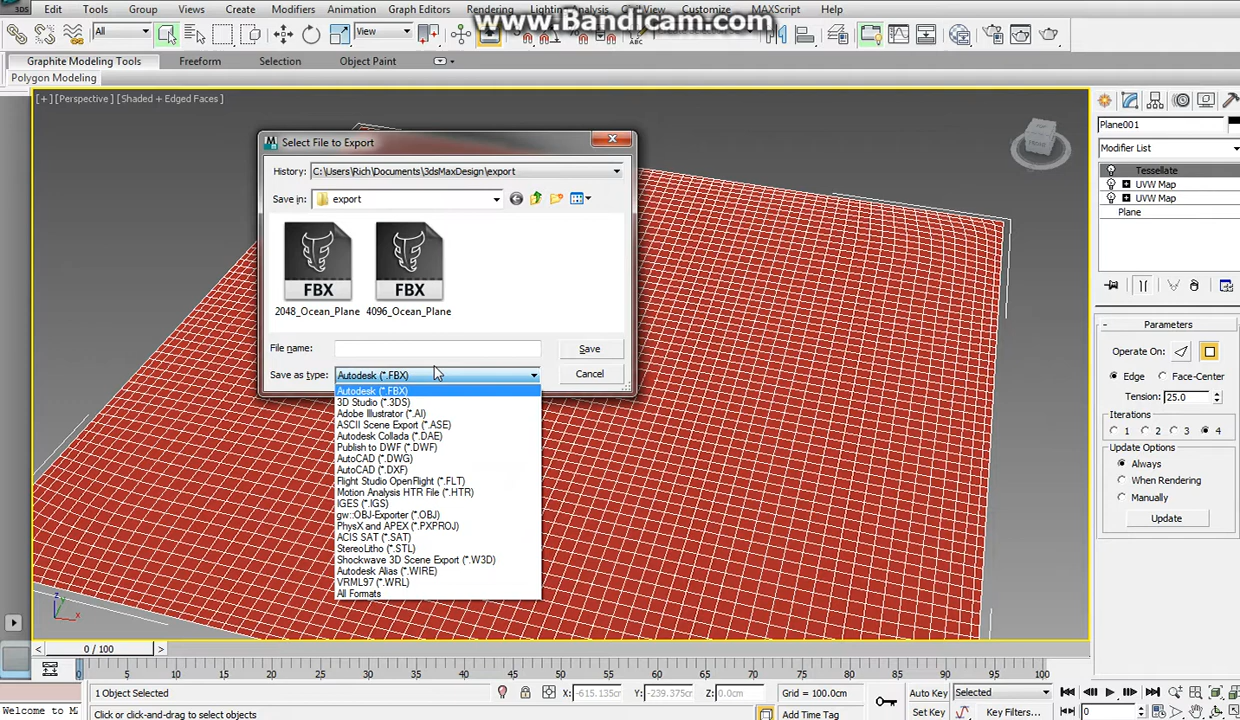 www.Bandicam.com
Edit Tools Group Views Create Modifiers Animation Graph Editors Rendering Lighting Analysis Customize MAXScript Help
All View
Graphite Modeling Tools Freeform Selection Object Paint
Polygon Modeling
[+] [Perspective] [Shaded + Edged Faces]
Select File to Export
History: C:\Users\Rich\Documents\3dsMaxDesign\export
Save in: export
FBX FBX
2048_Ocean_Plane 4096_Ocean_Plane
File name: Save
Save as type: Autodesk (*.FBX) Cancel
Autodesk (*.FBX)
3D Studio (*.3DS)
Adobe Illustrator (*.AI)
ASCII Scene Export (*.ASE)
Autodesk Collada (*.DAE)
Publish to DWF (*.DWF)
AutoCAD (*.DWG)
AutoCAD (*.DXF)
Flight Studio OpenFlight (*.FLT)
Motion Analysis HTR File (*.HTR)
IGES (*.IGS)
gw::OBJ-Exporter (*.OBJ)
PhysX and APEX (*.PXPROJ)
ACIS SAT (*.SAT)
StereoLitho (*.STL)
Shockwave 3D Scene Export (*.W3D)
Autodesk Alias (*.WIRE)
VRML97 (*.WRL)
All Formats
Plane001
Modifier List
Tessellate
UVW Map
UVW Map
Plane
- Parameters
Operate On:
Edge Face-Center
Tension: 25.0
Iterations
1 2 3 4
Update Options
Always
When Rendering
Manually
Update
z x
< 0 / 100 >
0 5 10 15 20 25 30 35 40 45 50 55 60 65 70 75 80 85 90 95 100
1 Object Selected X: -615.135cm Y: -239.375cm Z: 0.0cm Grid = 100.0cm Auto Key Selected
Welcome to M Click or click-and-drag to select objects Add Time Tag Set Key Key Filters... 0